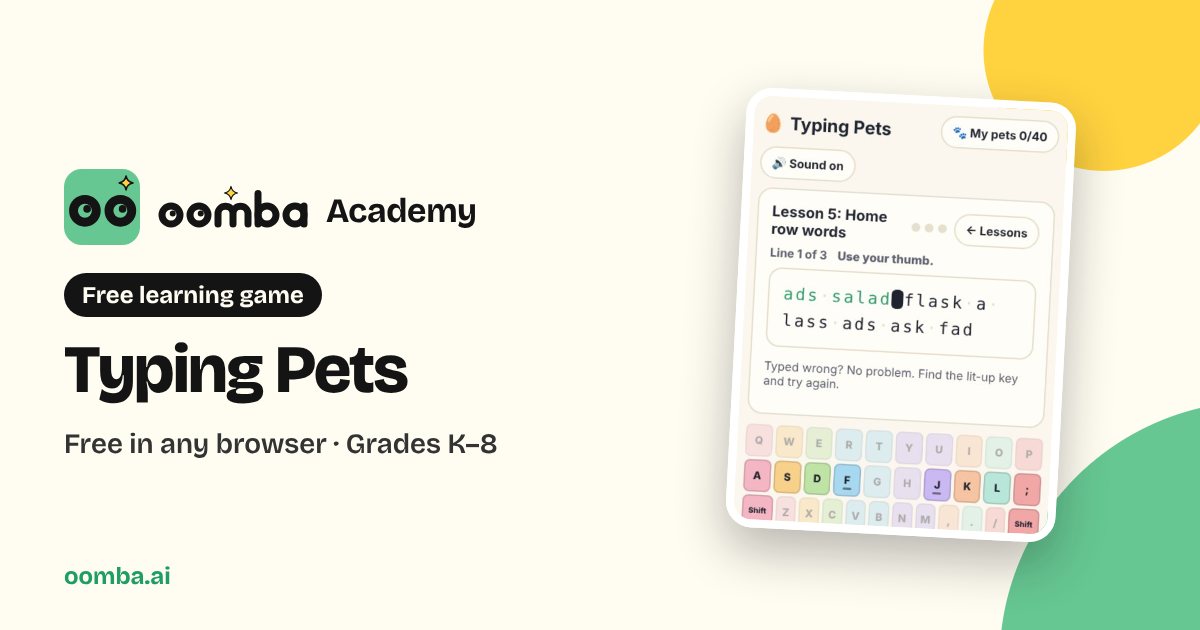 oomba Academy
Free learning game
Typing Pets
Free in any browser · Grades K–8
oomba.ai
Typing Pets
My pets 0/40
Sound on
Lesson 5: Home
row words
← Lessons
Line 1 of 3 Use your thumb.
ads·salad flask·a·
lass·ads·ask·fad
Typed wrong? No problem. Find the lit-up key
and try again.
Q W E R T Y U I O P
A S D F G H J K L ;
Shift Z X C V B N M , . / Shift